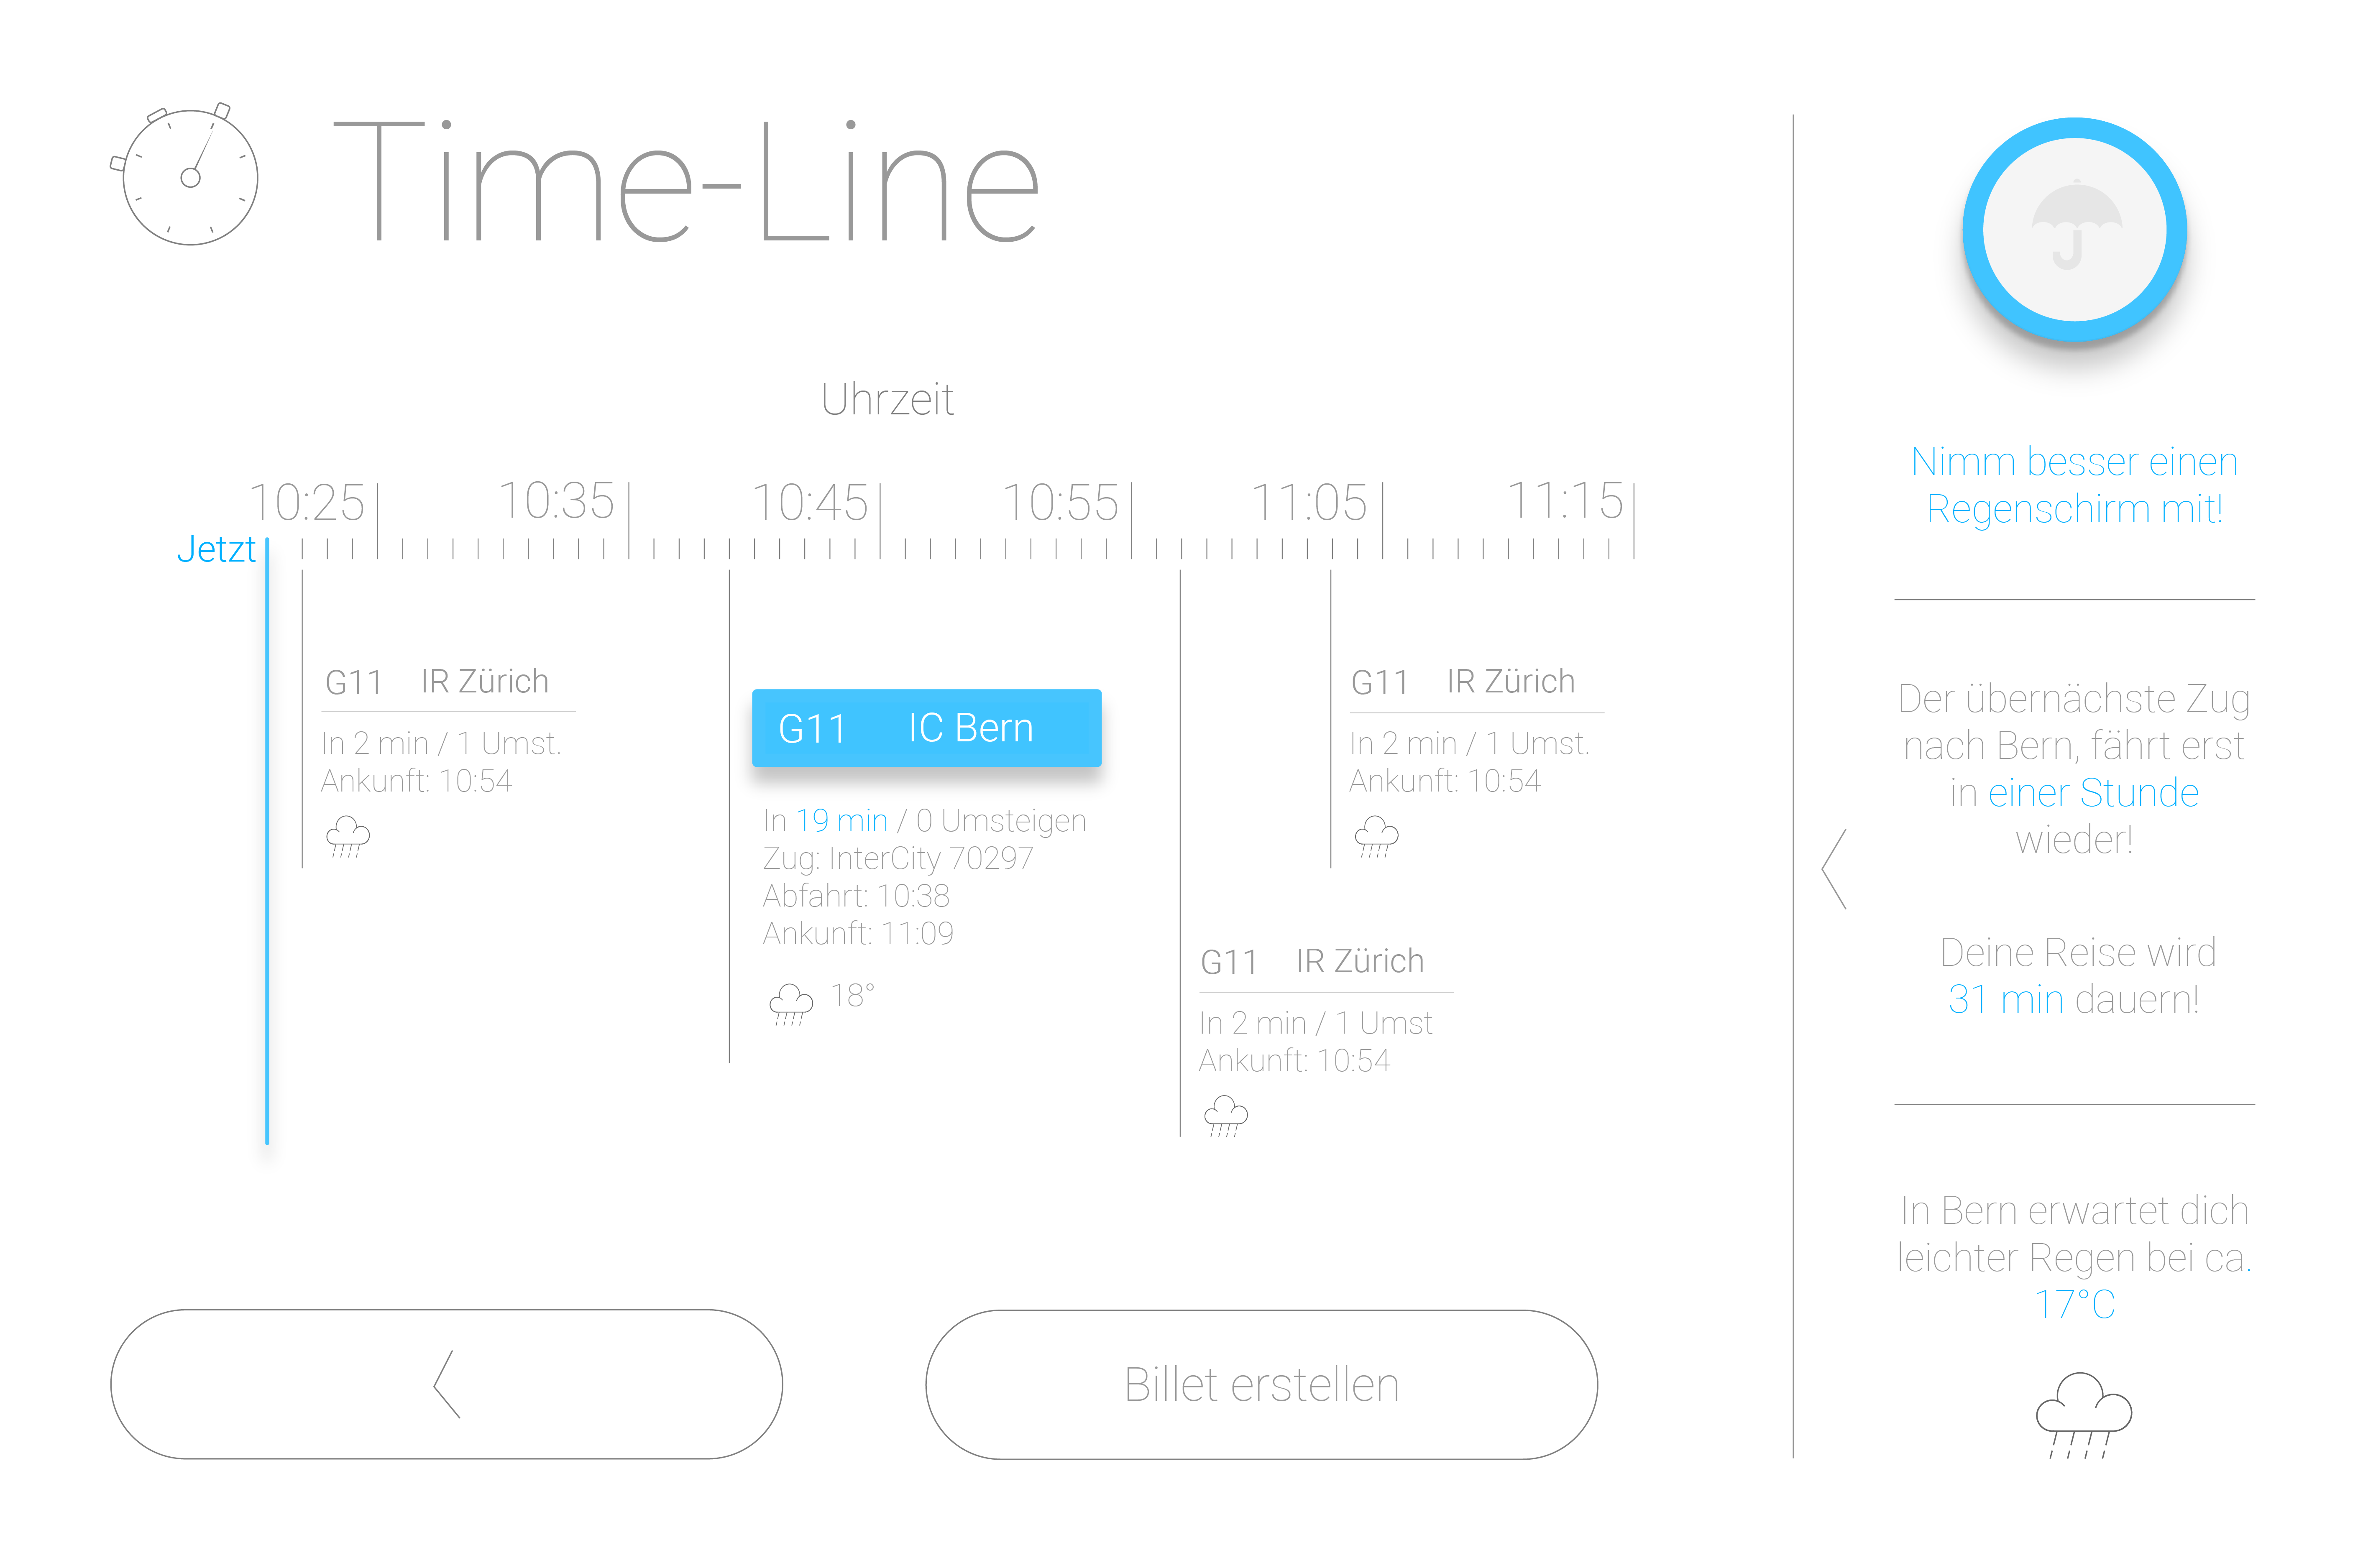 Time-Line
Uhrzeit
10:25 10:35 10:45 10:55 11:05 11:15
Jetzt
G11 IR Zürich
In 2 min / 1 Umst.
Ankunft: 10:54
G11 IC Bern
In 19 min / 0 Umsteigen
Zug: InterCity 70297
Abfahrt: 10:38
Ankunft: 11:09
18°
G11 IR Zürich
In 2 min / 1 Umst
Ankunft: 10:54
G11 IR Zürich
In 2 min / 1 Umst.
Ankunft: 10:54
Billet erstellen
Nimm besser einen
Regenschirm mit!
Der übernächste Zug
nach Bern, fährt erst
in einer Stunde
wieder!
Deine Reise wird
31 min dauern!
In Bern erwartet dich
leichter Regen bei ca.
17°C